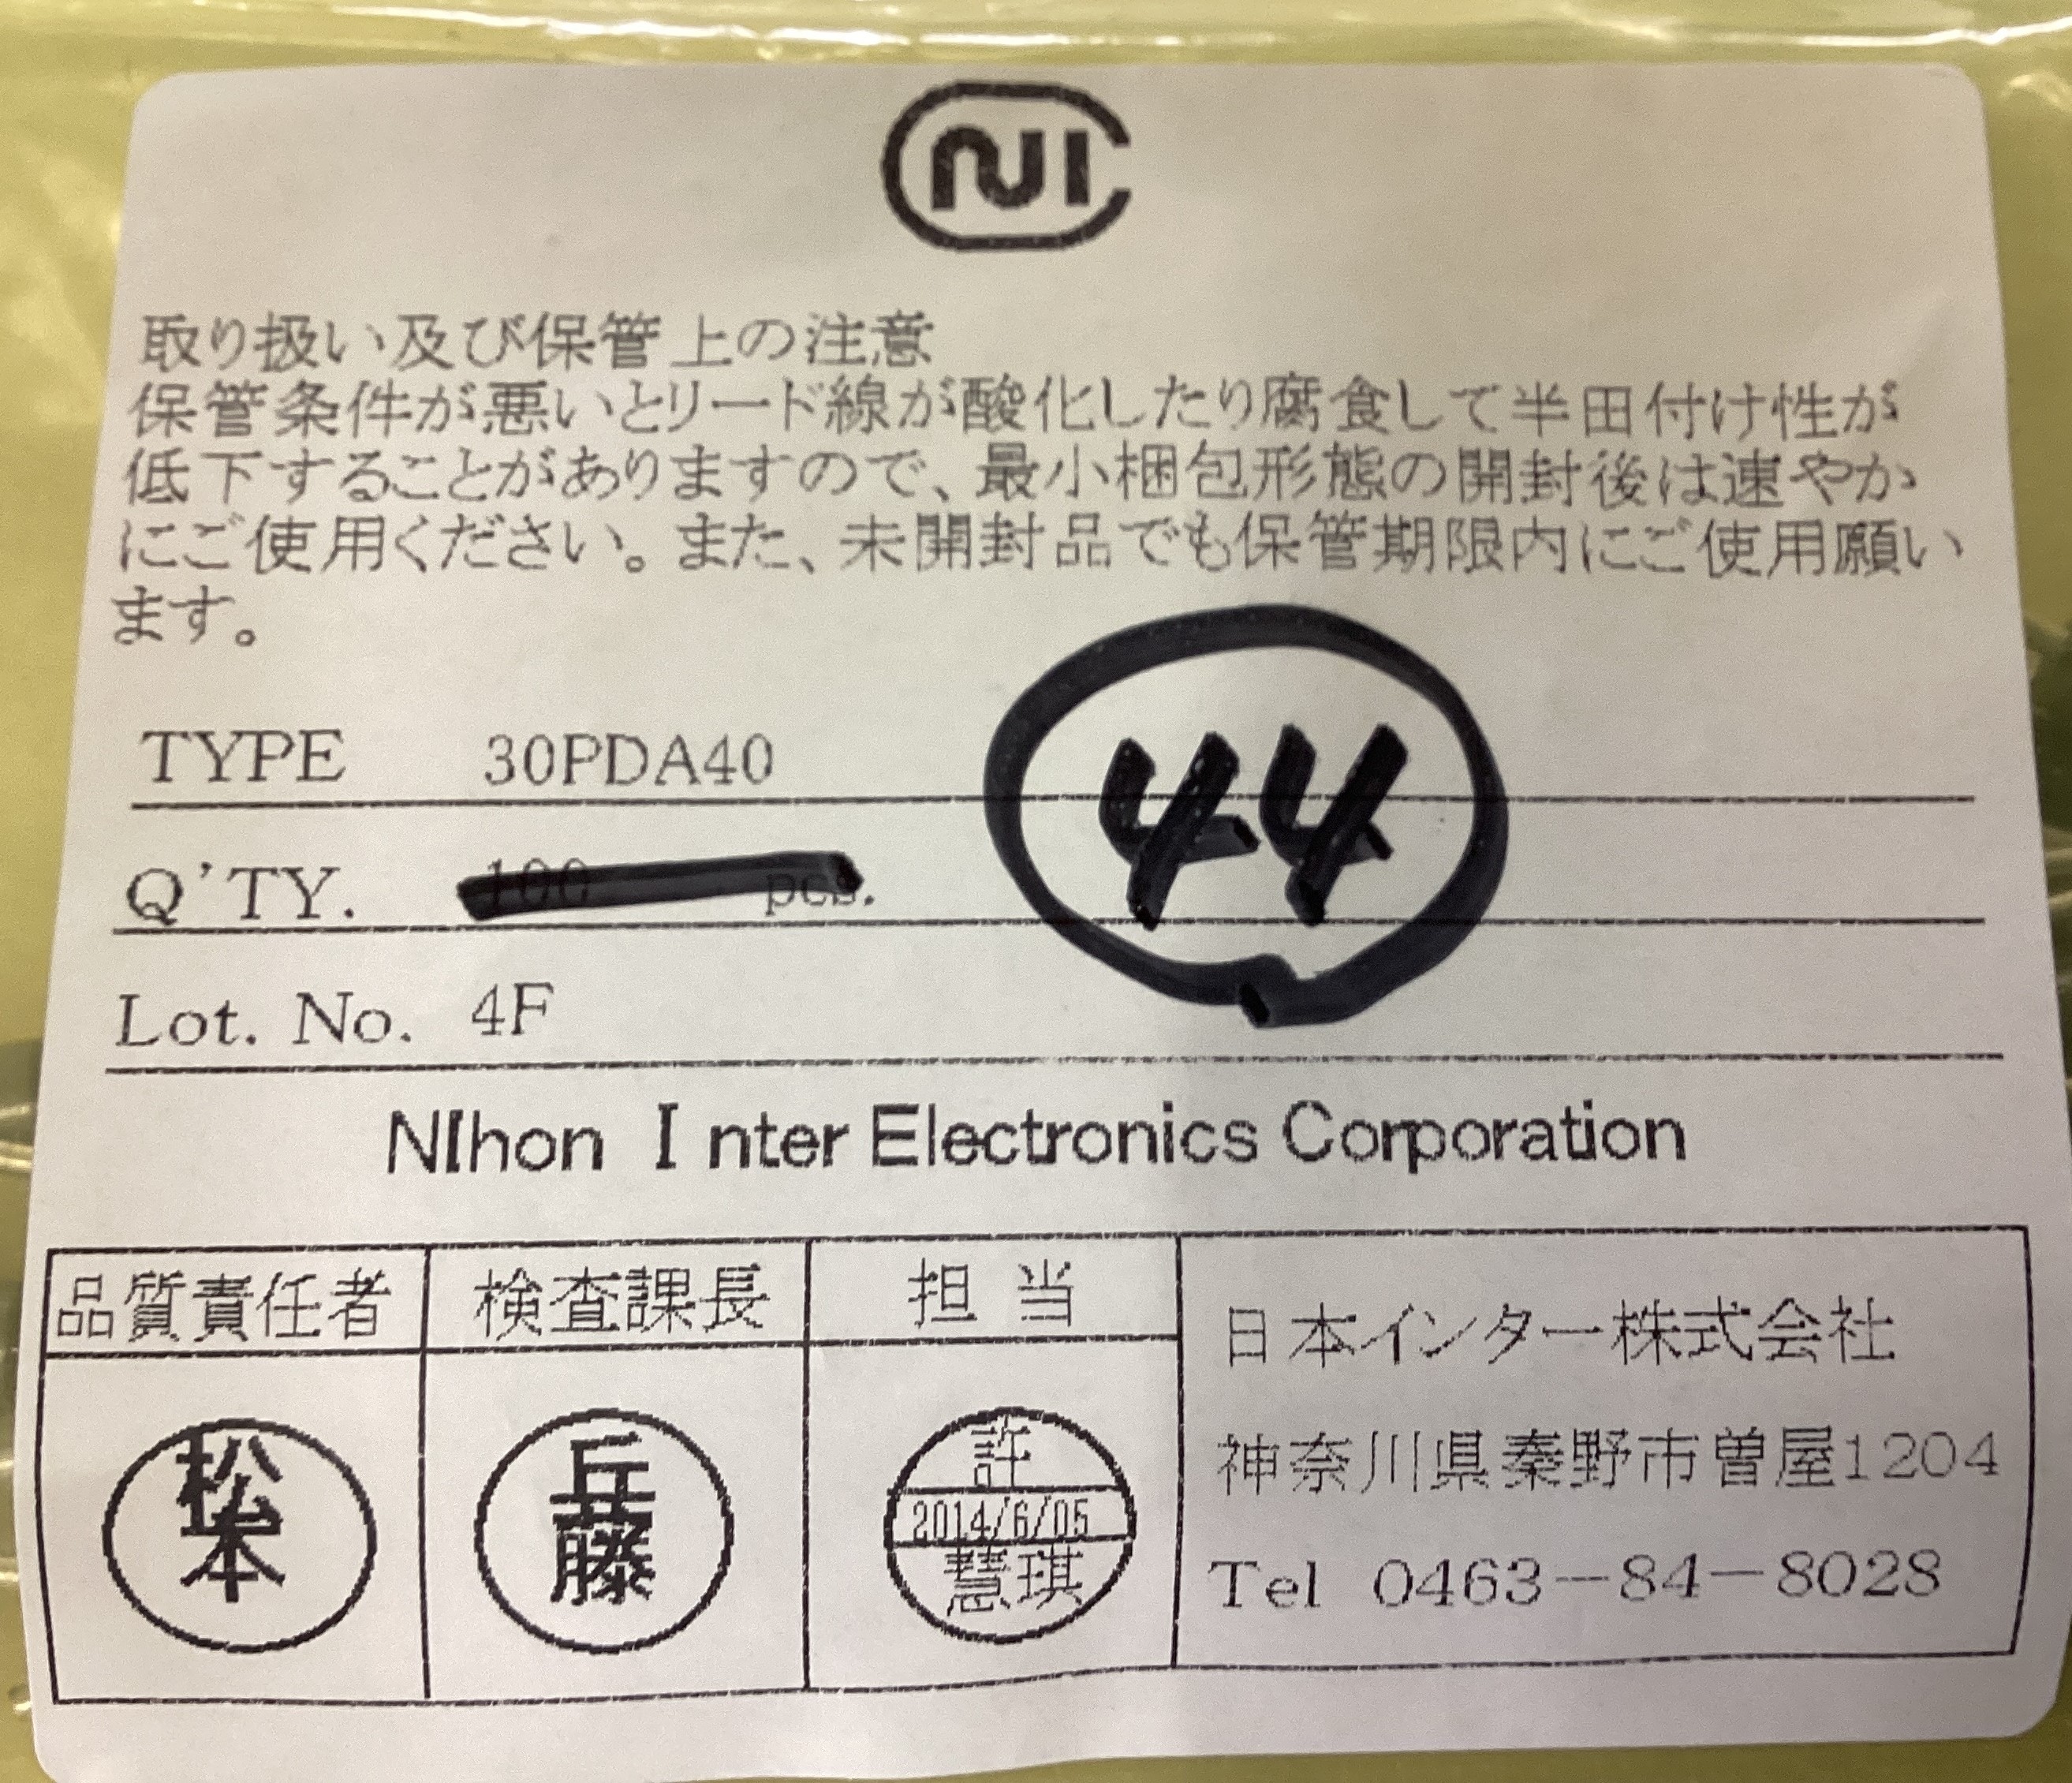 NI
取り扱い及び保管上の注意
保管条件が悪いとリード線が酸化したり腐食して半田付け性が
低下することがありますので、最小梱包形態の開封後は速やか
にご使用ください。また、未開封品でも保管期限内にご使用願い
ます。
TYPE 30PDA40
Q'TY. 100 pcs. 44
Lot. No. 4F
NIhon Inter Electronics Corporation
品質責任者 検査課長 担当
松本
兵藤
許
2014/6/05
慧琪
日本インター株式会社
神奈川県秦野市曽屋1204
Tel 0463-84-8028